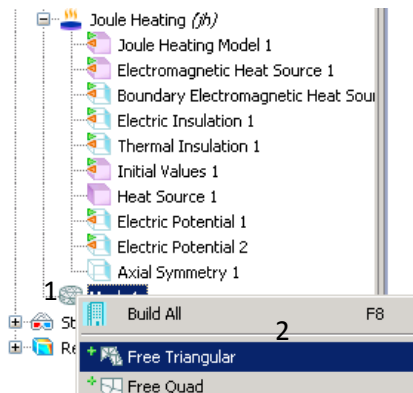 Joule Heating (jh)
Joule Heating Model 1
Electromagnetic Heat Source 1
Boundary Electromagnetic Heat Sour
Electric Insulation 1
Thermal Insulation 1
Initial Values 1
Heat Source 1
Electric Potential 1
Electric Potential 2
Axial Symmetry 1
1
Build All F8
St
2
Re
Free Triangular
Free Quad